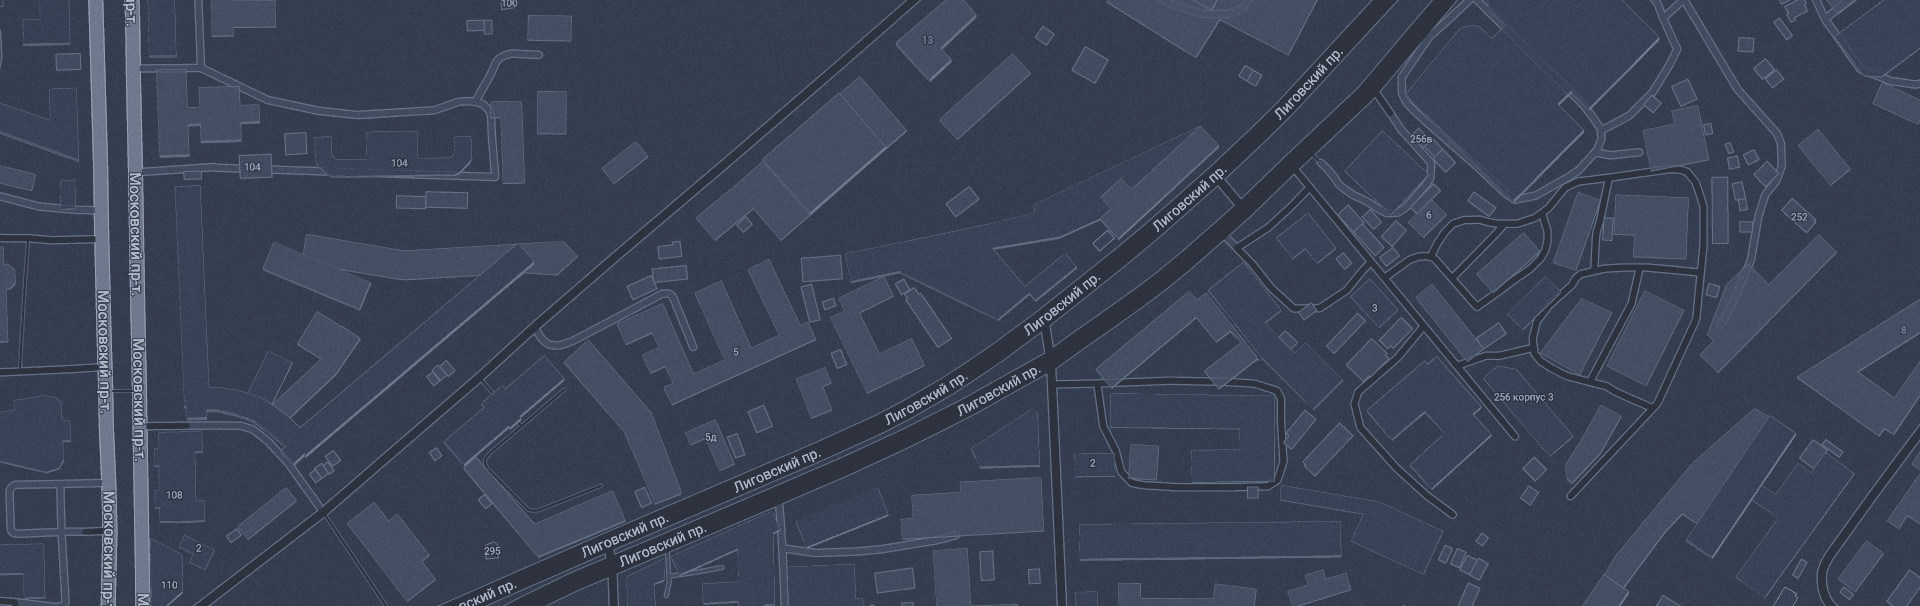 пр-т.
100
13
Лиговский пр.
256в
104
104
Московский пр-т.
Лиговский пр.
6
252
Московский пр-т.
Лиговский пр.
3
8
5
Московский пр-т.
Лиговский пр.
Лиговский пр.
256 корпус 3
5д
2
Лиговский пр.
108
Московский пр-т.
Лиговский пр.
Лиговский пр.
2
295
110
ский пр.
М